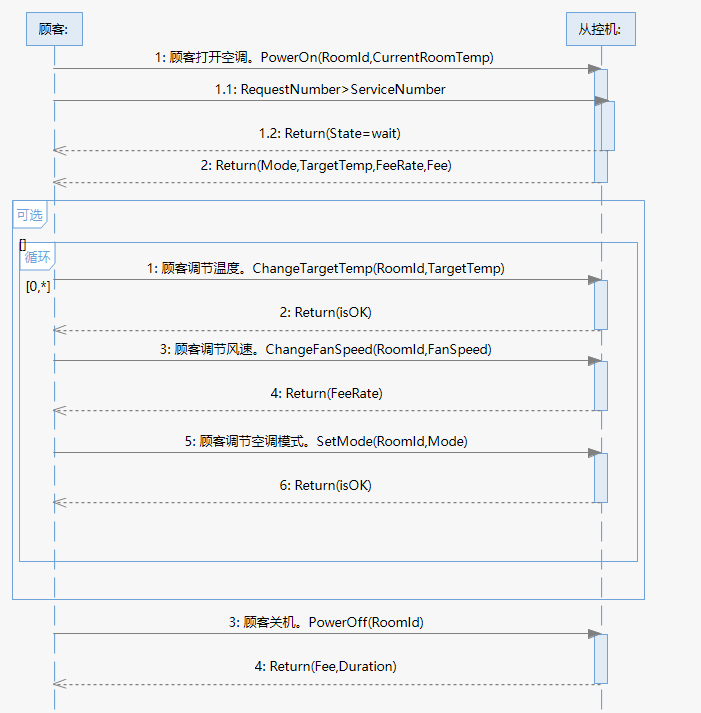 顾客:
从控机:
1: 顾客打开空调。PowerOn(RoomId,CurrentRoomTemp)
1.1: RequestNumber>ServiceNumber
1.2: Return(State=wait)
2: Return(Mode,TargetTemp,FeeRate,Fee)
可选
[]
循环
1: 顾客调节温度。ChangeTargetTemp(RoomId,TargetTemp)
[0,*]
2: Return(isOK)
3: 顾客调节风速。ChangeFanSpeed(RoomId,FanSpeed)
4: Return(FeeRate)
5: 顾客调节空调模式。SetMode(RoomId,Mode)
6: Return(isOK)
3: 顾客关机。PowerOff(RoomId)
4: Return(Fee,Duration)